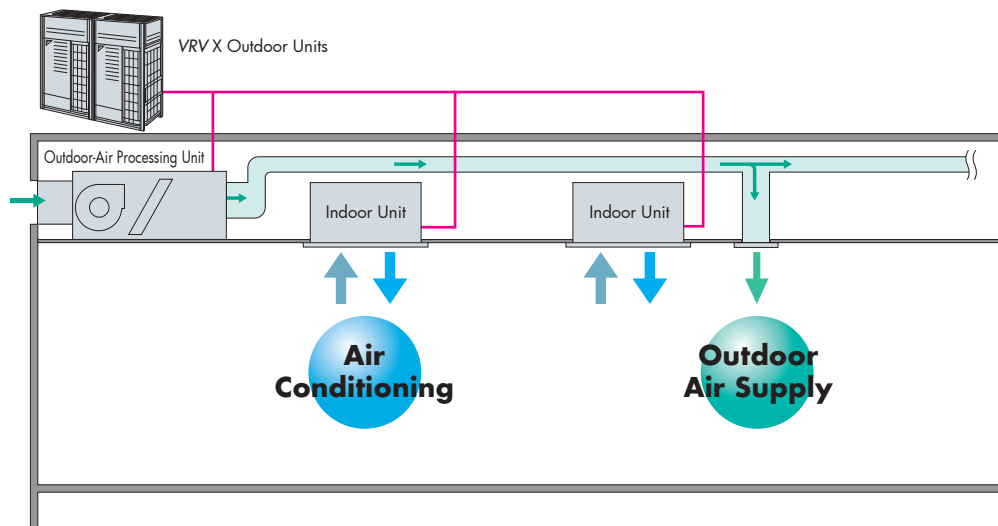 VRV X Outdoor Units
Outdoor-Air Processing Unit
Indoor Unit
Indoor Unit
Air
Conditioning
Outdoor
Air Supply